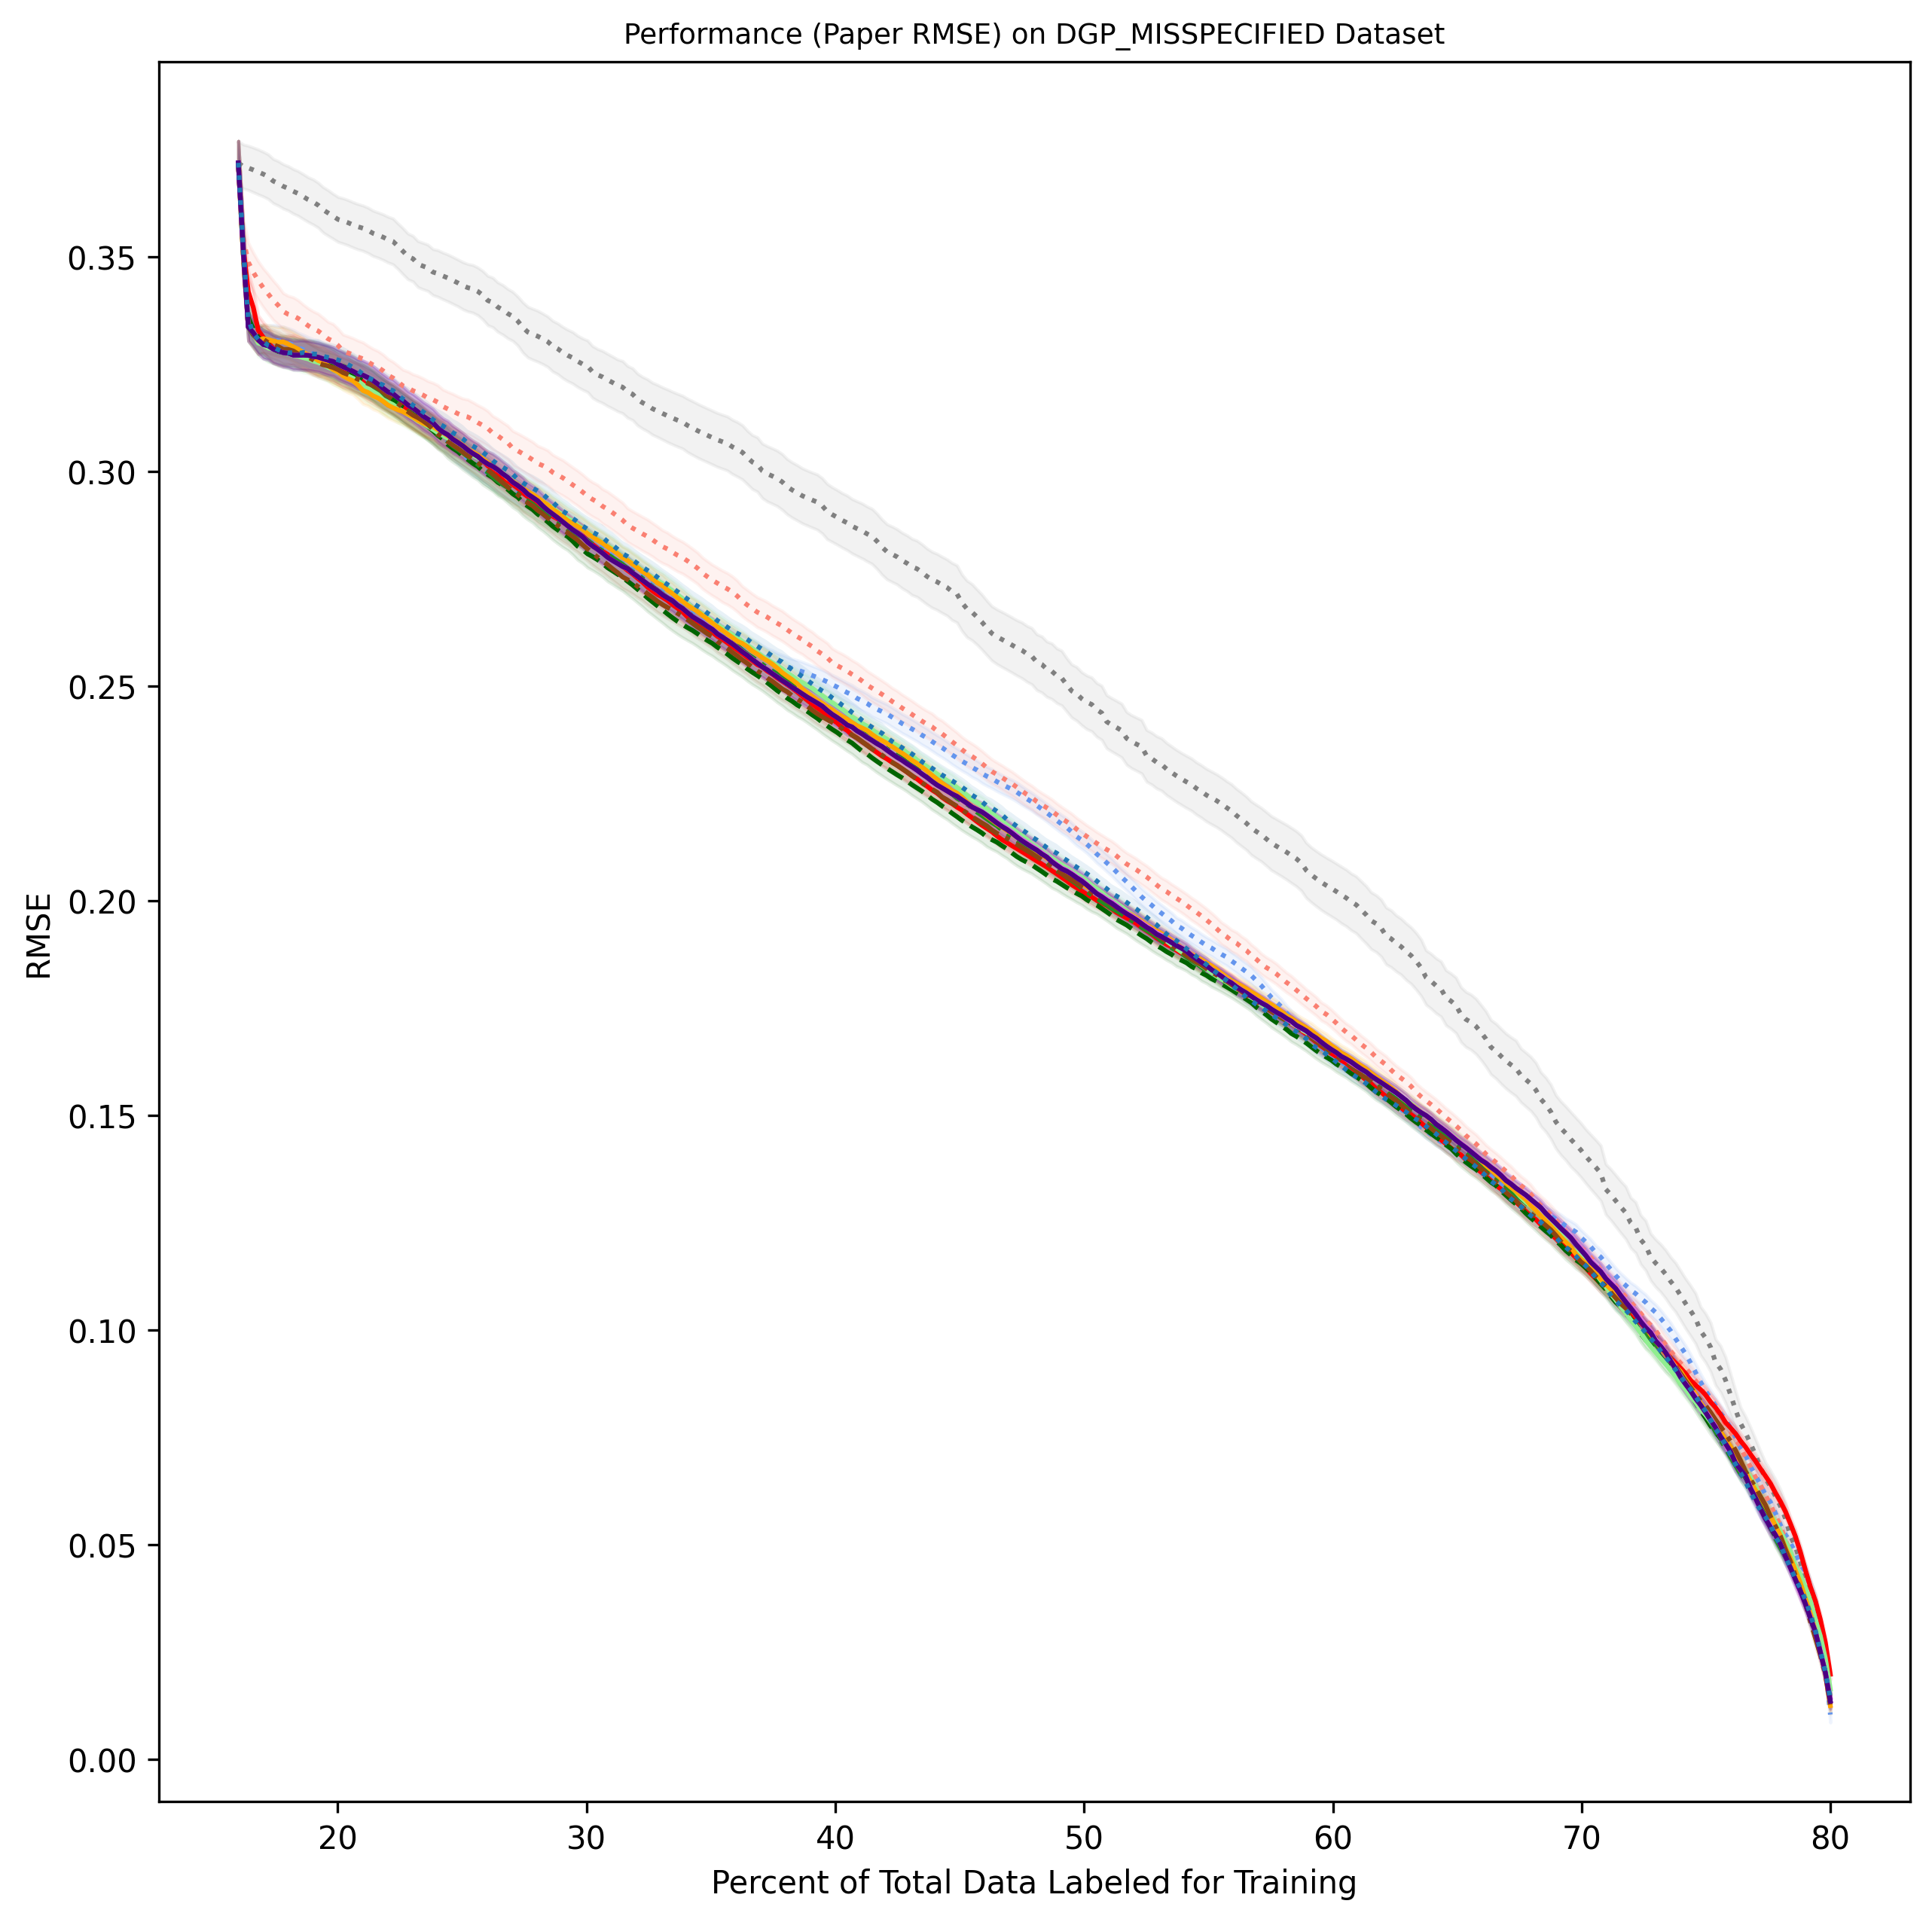 Performance (Paper RMSE) on DGP_MISSPECIFIED Dataset
0.35
0.30
0.25
0.20
0.15
0.10
0.05
0.00
RMSE
20 30 40 50 60 70 80
Percent of Total Data Labeled for Training